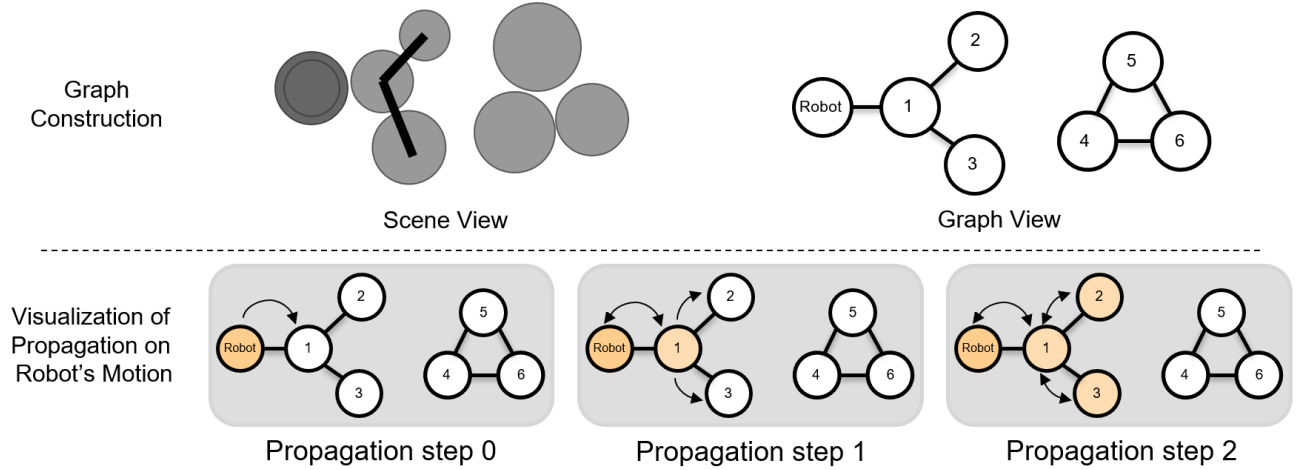 Graph
Construction
Robot
1
2
3
4
5
6
Scene View
Graph View
Visualization of
Propagation on
Robot's Motion
Robot
1
2
3
4
5
6
Robot
1
2
3
4
5
6
Robot
1
2
3
4
5
6
Propagation step 0
Propagation step 1
Propagation step 2